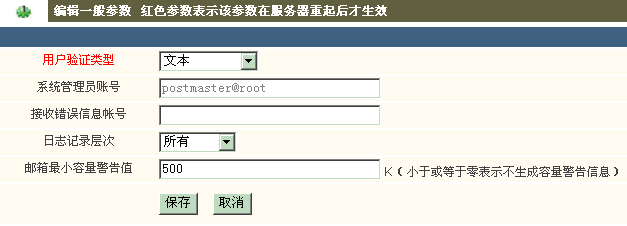 编辑一般参数 红色参数表示该参数在服务器重起后才生效
用户验证类型 文本
系统管理员账号 postmaster@root
接收错误信息帐号
日志记录层次 所有
邮箱最小容量警告值 500 K（小于或等于零表示不生成容量警告信息）
保存 取消